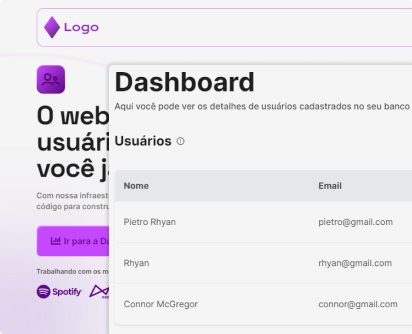 Logo
Dashboard
Aqui você pode ver os detalhes de usuários cadastrados no seu banco
O web
usuári
você j
Usuários
Com nossa infraest
código para constru
Nome Email
Pietro Rhyan pietro@gmail.com
Ir para a Da
Rhyan rhyan@gmail.com
Trabalhando com os m
Spotify
Connor McGregor connor@gmail.com